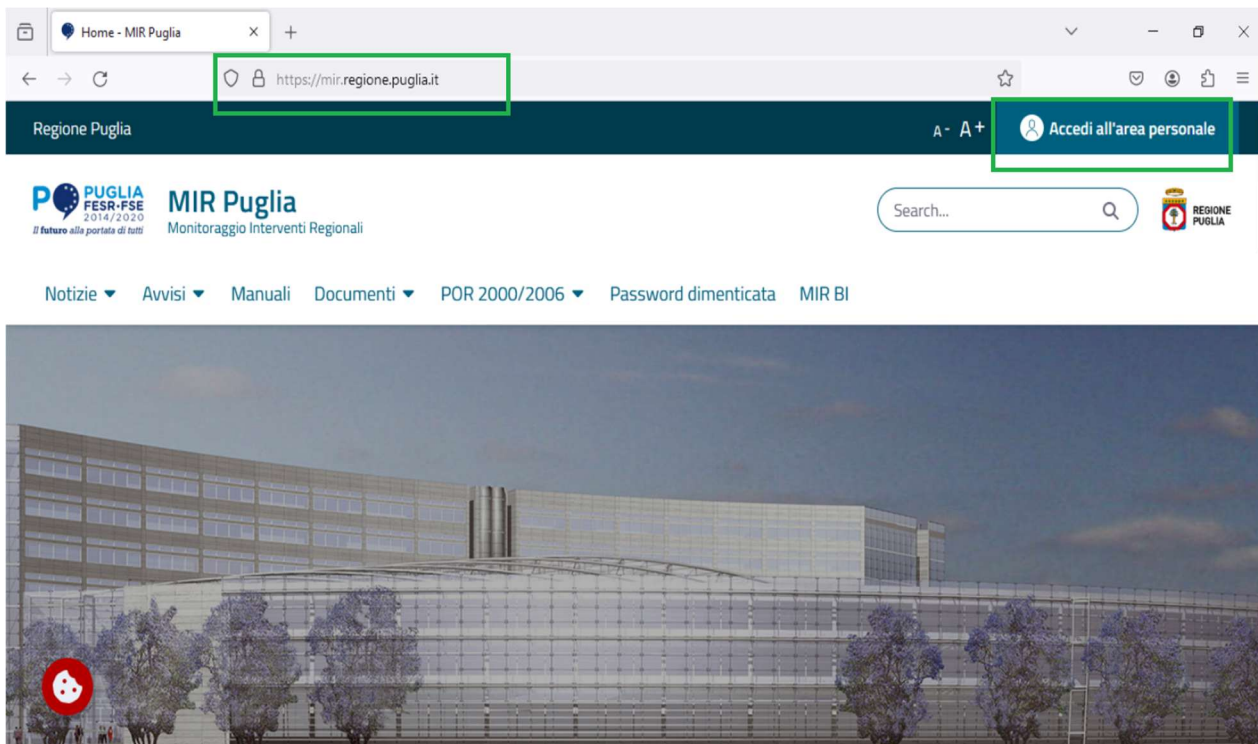 Home - MIR Puglia
https://mir.regione.puglia.it
Regione Puglia
A- A+
Accedi all'area personale
PUGLIA
FESR-FSE
2014/2020
Il futuro alla portata di tutti
MIR Puglia
Monitoraggio Interventi Regionali
Search...
REGIONE
PUGLIA
Notizie Avvisi Manuali Documenti POR 2000/2006 Password dimenticata MIR BI